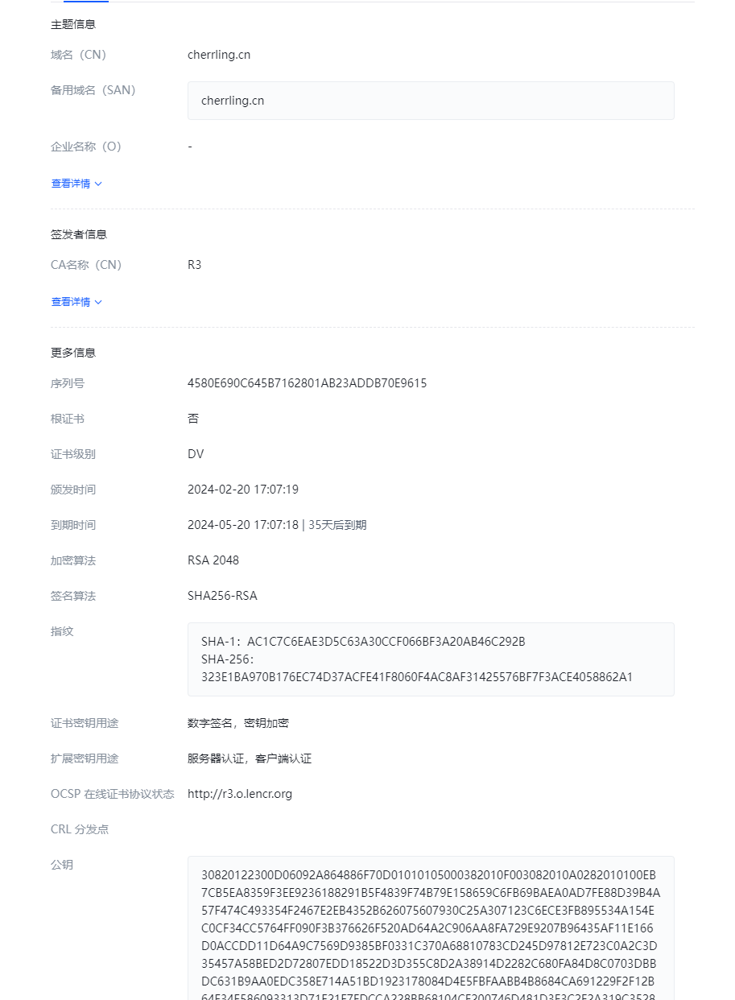 主题信息
域名（CN） cherrling.cn
备用域名（SAN） cherrling.cn
企业名称（O） -
查看详情
签发者信息
CA名称（CN） R3
查看详情
更多信息
序列号 4580E690C645B7162801AB23ADDB70E9615
根证书 否
证书级别 DV
颁发时间 2024-02-20 17:07:19
到期时间 2024-05-20 17:07:18 | 35天后到期
加密算法 RSA 2048
签名算法 SHA256-RSA
指纹 SHA-1：AC1C7C6EAE3D5C63A30CCF066BF3A20AB46C292B
SHA-256：
323E1BA970B176EC74D37ACFE41F8060F4AC8AF31425576BF7F3ACE4058862A1
证书密钥用途 数字签名，密钥加密
扩展密钥用途 服务器认证，客户端认证
OCSP 在线证书协议状态 http://r3.o.lencr.org
CRL 分发点
公钥 30820122300D06092A864886F70D01010105000382010F003082010A0282010100EB
7CB5EA8359F3EE9236188291B5F4839F74B79E158659C6FB69BAEA0AD7FE88D39B4A
57F474C493354F2467E2EB4352B626075607930C25A307123C6ECE3FB895534A154E
C0CF34CC5764FF090F3B376626F520AD64A2C906AA8FA729E9207B96435AF11E166
D0ACCDD11D64A9C7569D9385BF0331C370A68810783CD245D97812E723C0A2C3D
35457A58BED2D72807EDD18522D3D355C8D2A38914D2282C680FA84D8C0703DBB
DC631B9AA0EDC358E714A51BD1923178084D4E5FBFAABB4B8684CA691229F2F12B